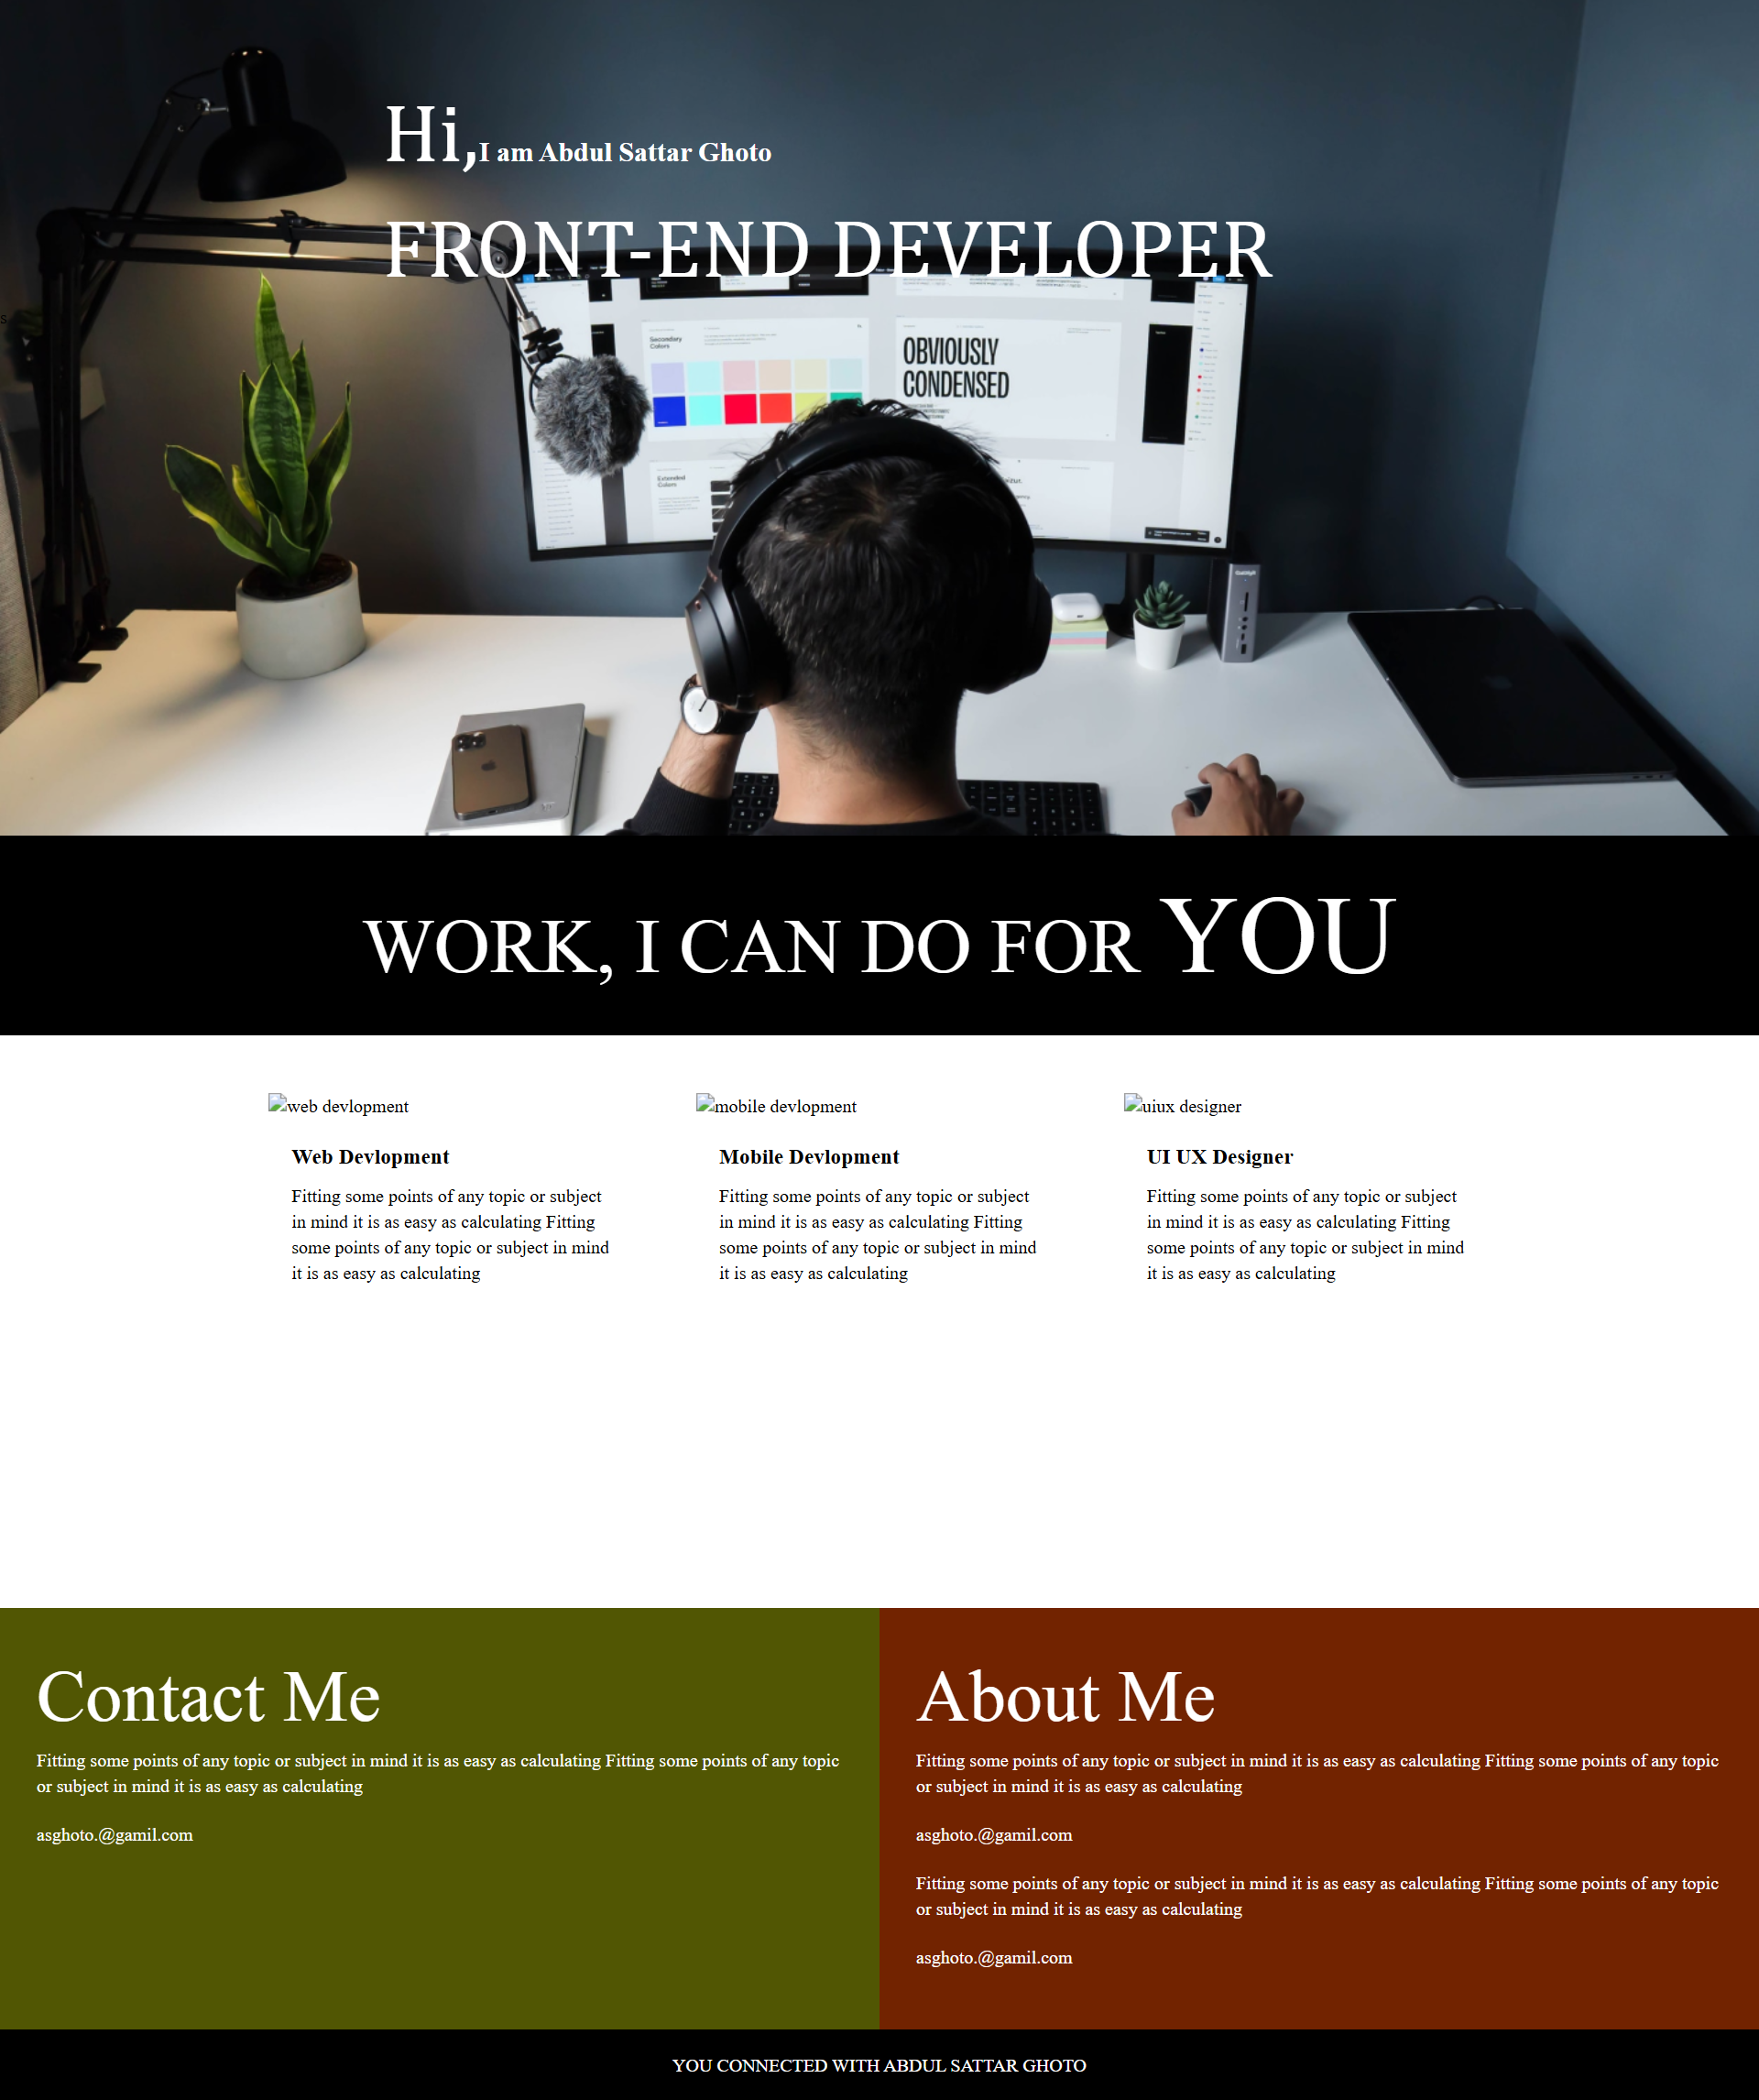 Hi,I am Abdul Sattar Ghoto
FRONT-END DEVELOPER
s
Secondary
Colors
OBVIOUSLY
CONDENSED
Extended
Colors
WORK, I CAN DO FOR YOU
web devlopment
mobile devlopment
uiux designer
Web Devlopment
Fitting some points of any topic or subject
in mind it is as easy as calculating Fitting
some points of any topic or subject in mind
it is as easy as calculating
Mobile Devlopment
Fitting some points of any topic or subject
in mind it is as easy as calculating Fitting
some points of any topic or subject in mind
it is as easy as calculating
UI UX Designer
Fitting some points of any topic or subject
in mind it is as easy as calculating Fitting
some points of any topic or subject in mind
it is as easy as calculating
Contact Me
Fitting some points of any topic or subject in mind it is as easy as calculating Fitting some points of any topic
or subject in mind it is as easy as calculating
asghoto.@gamil.com
About Me
Fitting some points of any topic or subject in mind it is as easy as calculating Fitting some points of any topic
or subject in mind it is as easy as calculating
asghoto.@gamil.com
Fitting some points of any topic or subject in mind it is as easy as calculating Fitting some points of any topic
or subject in mind it is as easy as calculating
asghoto.@gamil.com
YOU CONNECTED WITH ABDUL SATTAR GHOTO